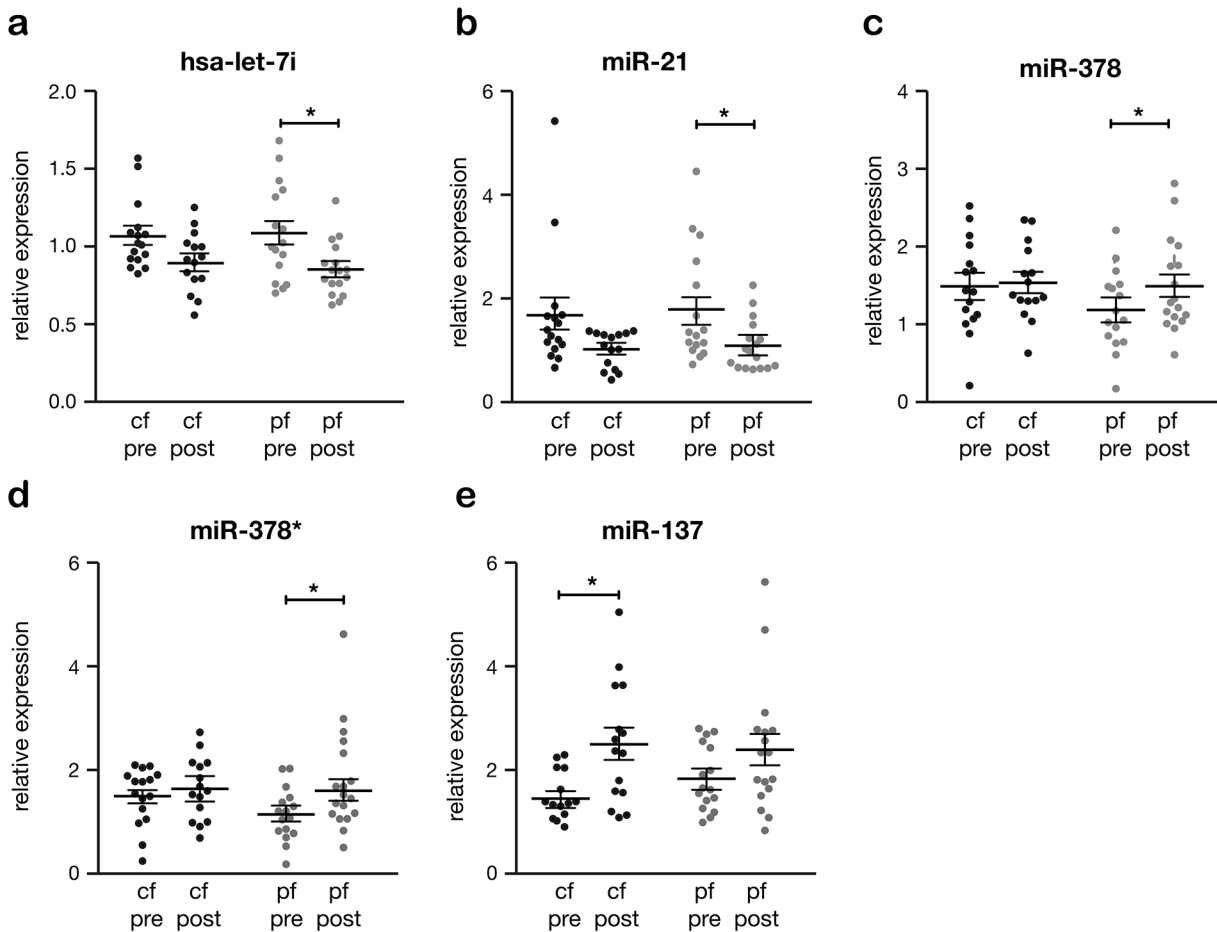 a
hsa-let-7i
relative expression
2.0
1.5
1.0
0.5
0.0
*
cf cf pf pf
pre post pre post
b
miR-21
relative expression
6
4
2
0
*
cf cf pf pf
pre post pre post
c
miR-378
relative expression
4
3
2
1
0
*
cf cf pf pf
pre post pre post
d
miR-378*
relative expression
6
4
2
0
*
cf cf pf pf
pre post pre post
e
miR-137
relative expression
6
4
2
0
*
cf cf pf pf
pre post pre post